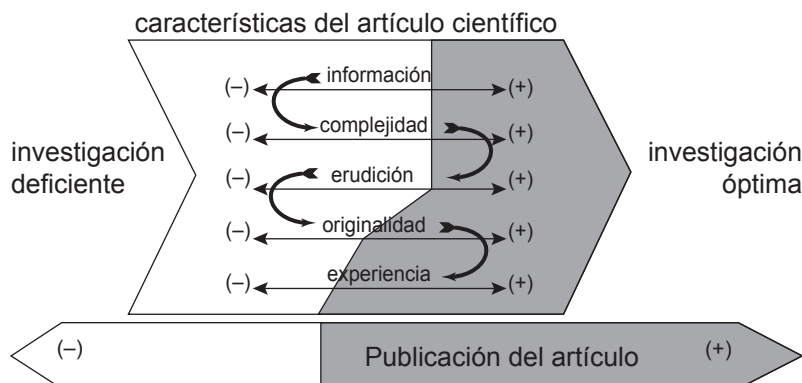 características del artículo científico
(–) información (+)
(–) complejidad (+)
investigación
deficiente
(–) erudición (+)
investigación
óptima
(–) originalidad (+)
(–) experiencia (+)
(–) Publicación del artículo (+)